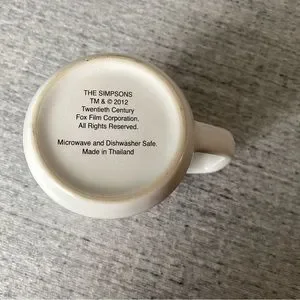 THE SIMPSONS
TM & © 2012
Twentieth Century
Fox Film Corporation.
All Rights Reserved.
Microwave and Dishwasher Safe.
Made in Thailand